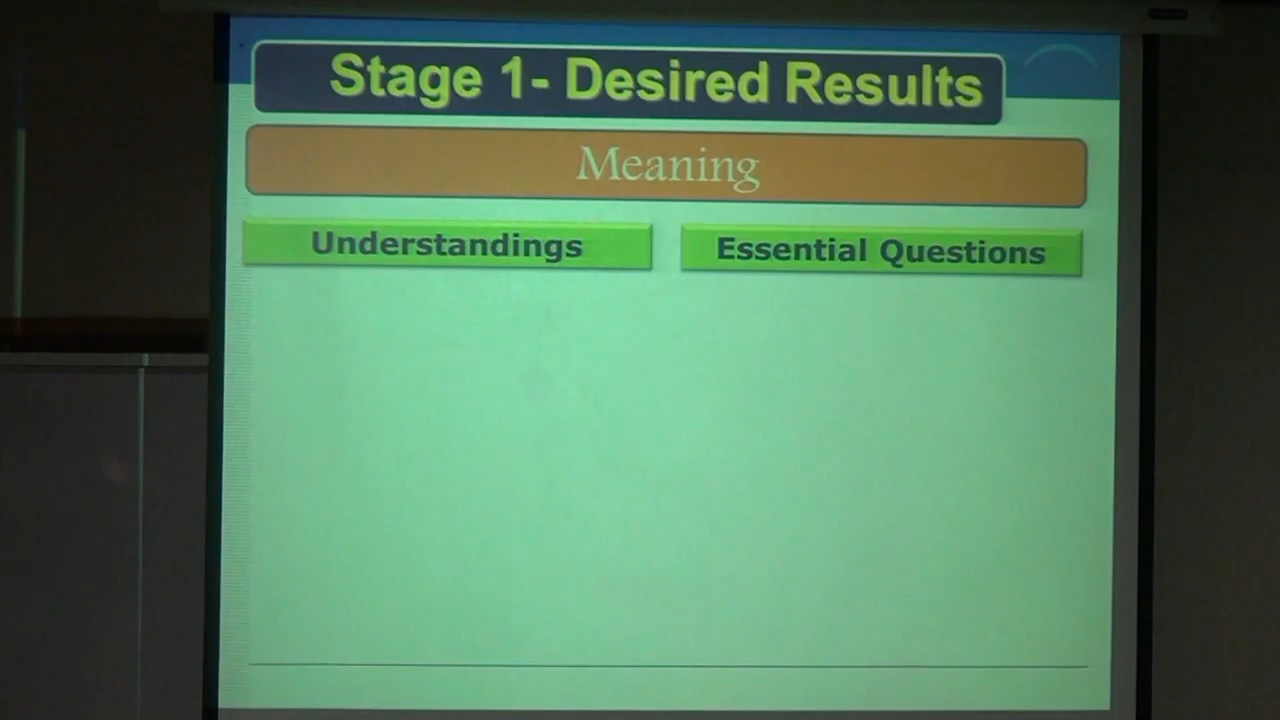 Stage 1- Desired Results
Meaning
Understandings
Essential Questions